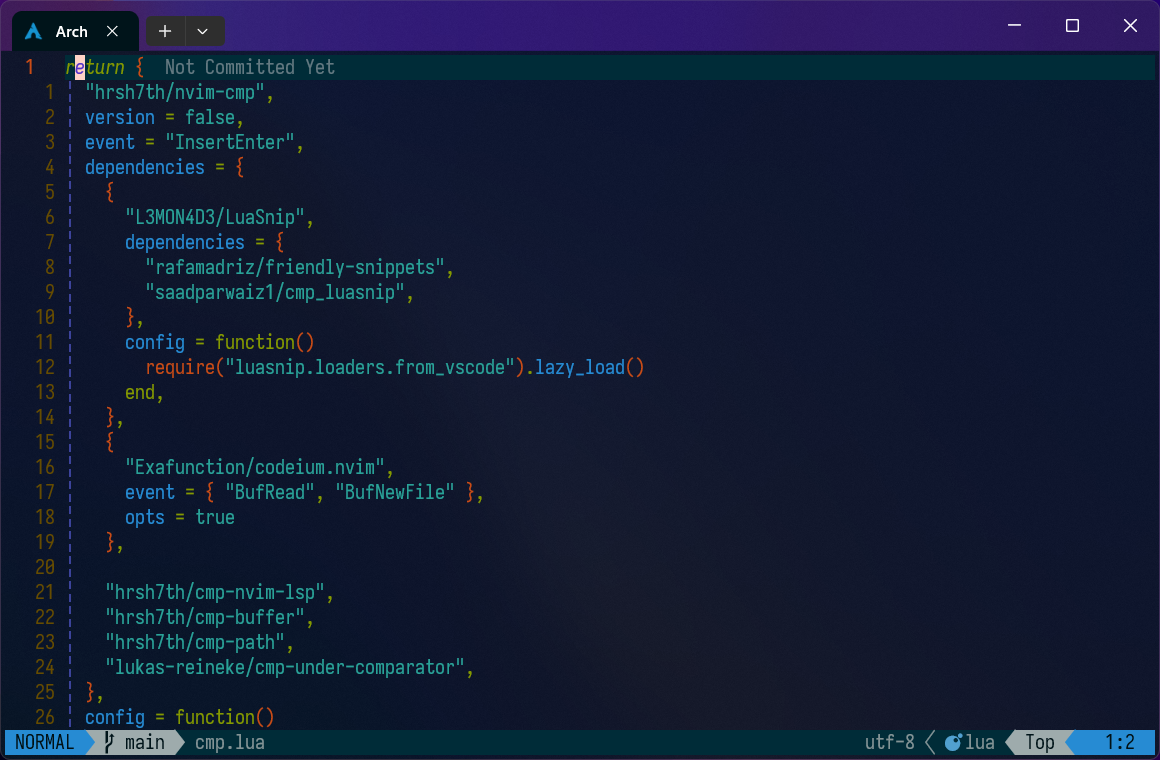 Arch
1 return { Not Committed Yet
1 "hrsh7th/nvim-cmp",
2 version = false,
3 event = "InsertEnter",
4 dependencies = {
5 {
6 "L3MON4D3/LuaSnip",
7 dependencies = {
8 "rafamadriz/friendly-snippets",
9 "saadparwaiz1/cmp_luasnip",
10 },
11 config = function()
12 require("luasnip.loaders.from_vscode").lazy_load()
13 end,
14 },
15 {
16 "Exafunction/codeium.nvim",
17 event = { "BufRead", "BufNewFile" },
18 opts = true
19 },
20
21 "hrsh7th/cmp-nvim-lsp",
22 "hrsh7th/cmp-buffer",
23 "hrsh7th/cmp-path",
24 "lukas-reineke/cmp-under-comparator",
25 },
26 config = function()
NORMAL main cmp.lua utf-8 lua Top 1:2